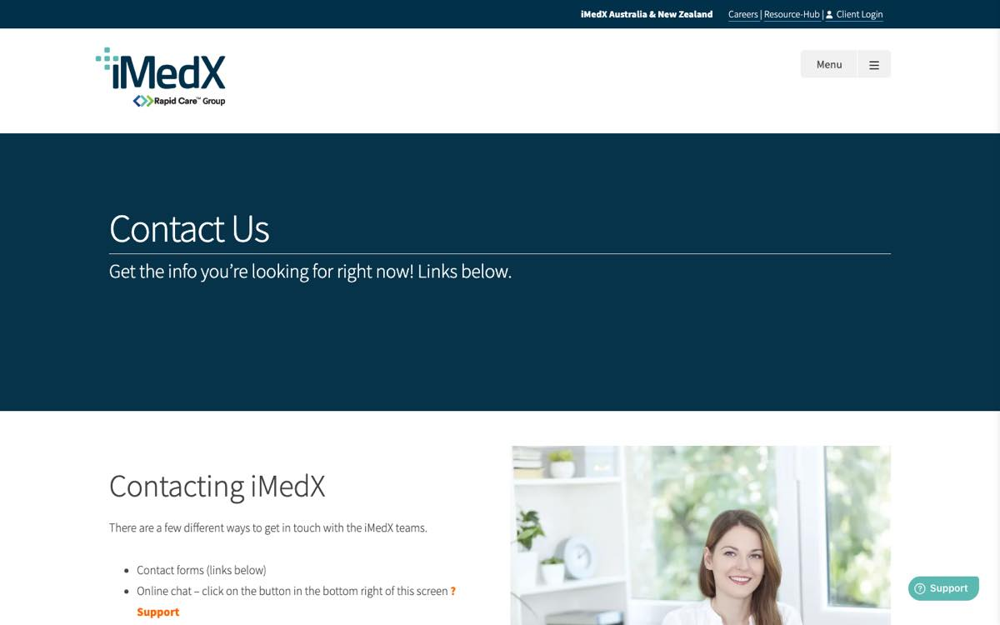 iMedX Australia & New Zealand Careers | Resource-Hub | Client Login
iMedX
Rapid Care™ Group
Menu
Contact Us
Get the info you’re looking for right now! Links below.
Contacting iMedX
There are a few different ways to get in touch with the iMedX teams.
• Contact forms (links below)
• Online chat – click on the button in the bottom right of this screen ?
Support
? Support